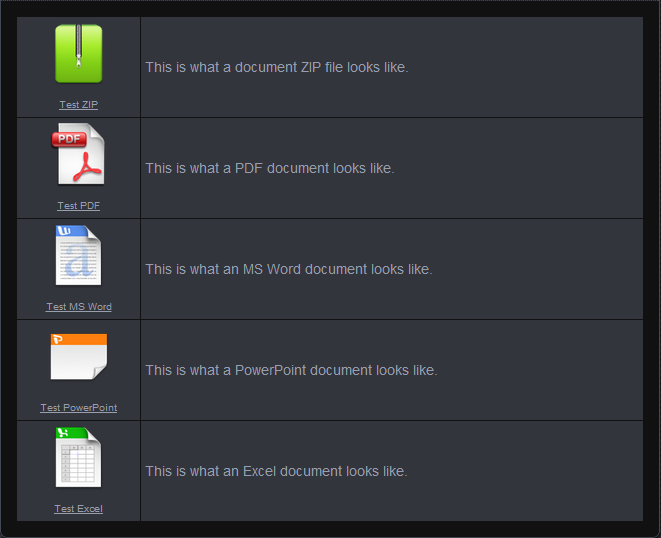 This is what a document ZIP file looks like.
Test ZIP
PDF
This is what a PDF document looks like.
Test PDF
W
a
This is what an MS Word document looks like.
Test MS Word
P
This is what a PowerPoint document looks like.
Test PowerPoint
X
This is what an Excel document looks like.
Test Excel